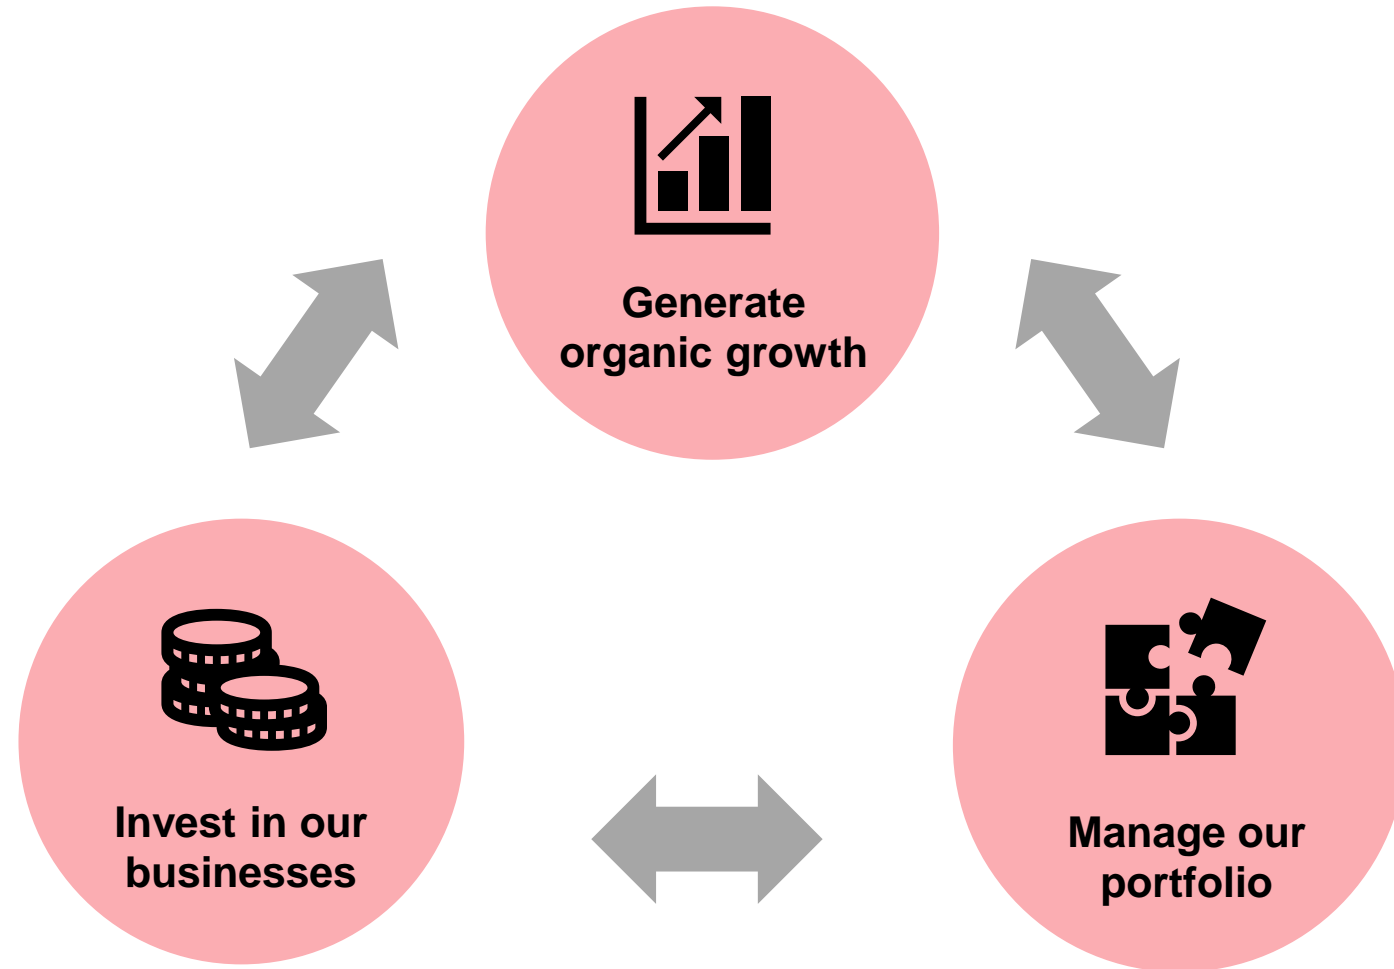 Generate
organic growth
Invest in our
businesses
Manage our
portfolio